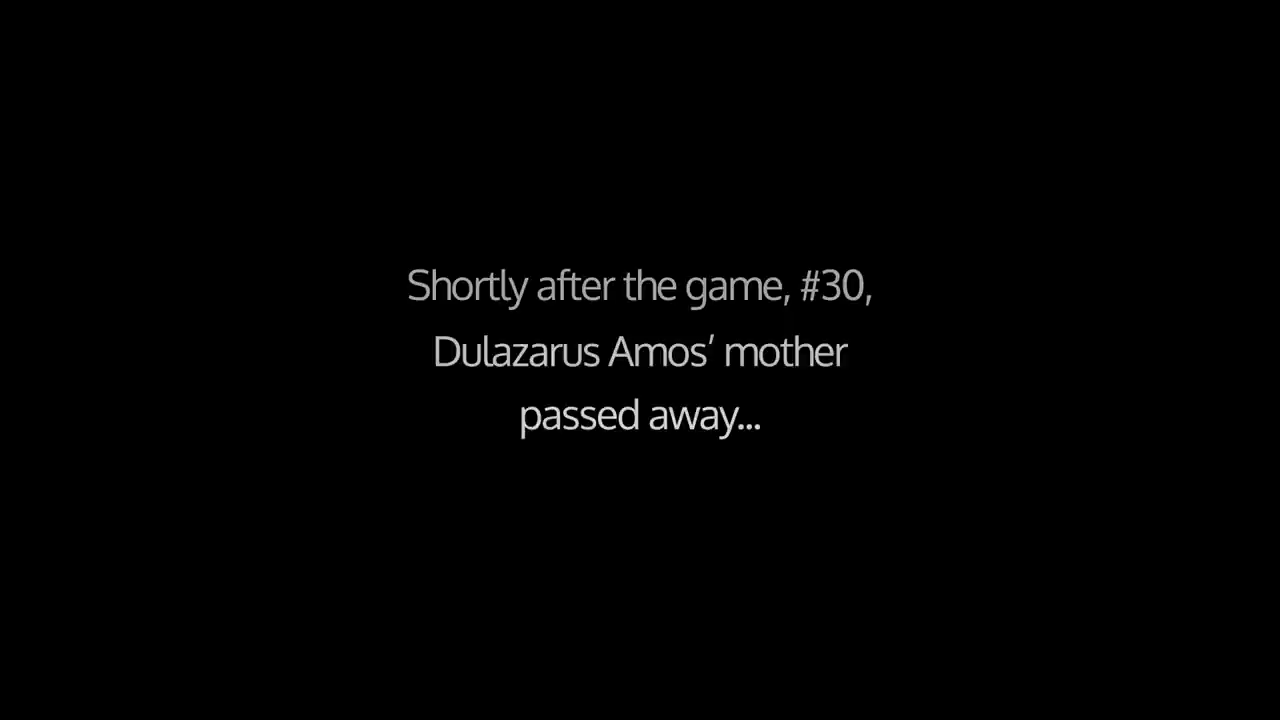 Shortly after the game, #30,
Dulazarus Amos’ mother
passed away...